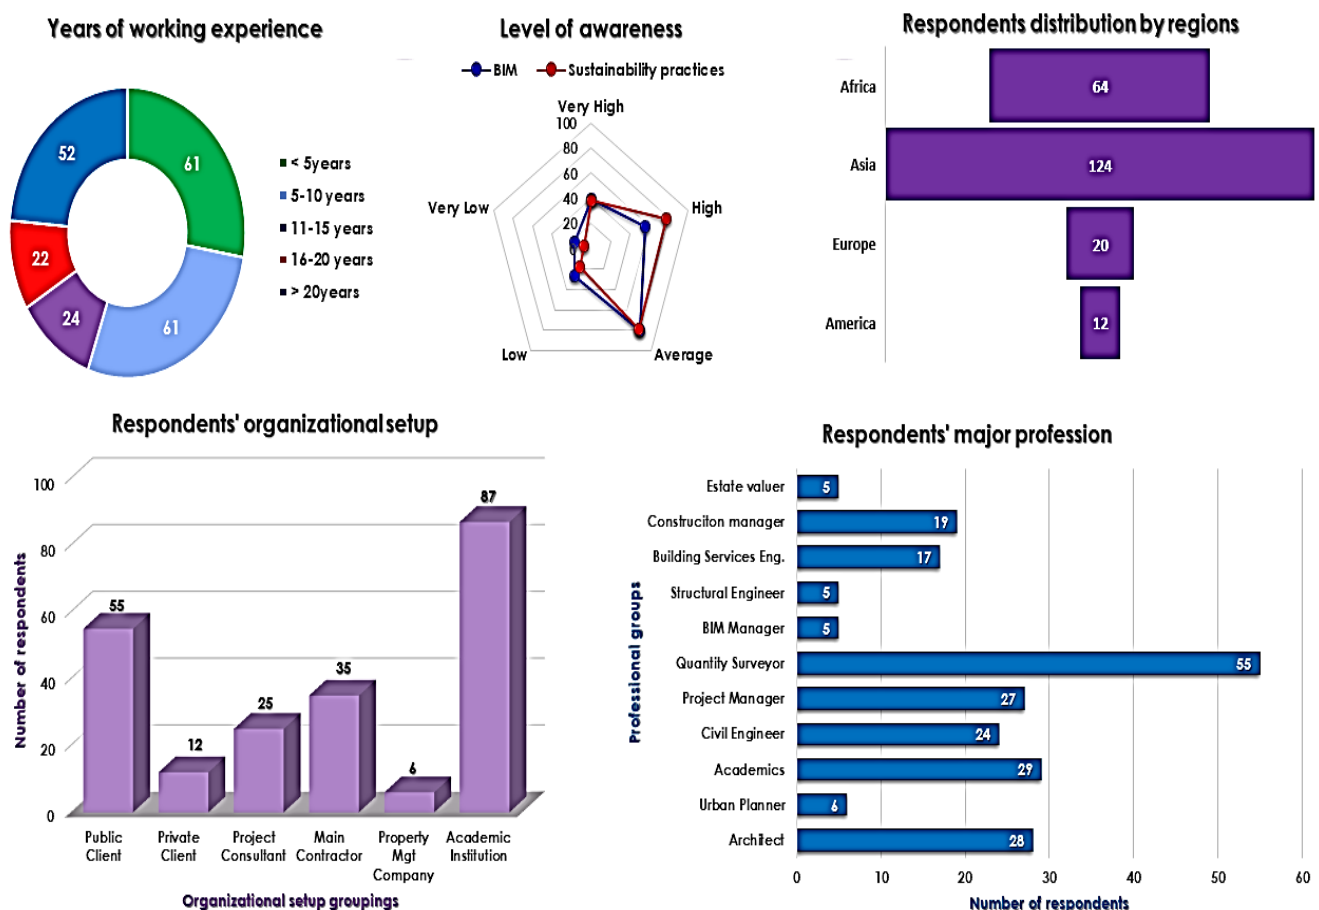 Years of working experience
52
61
22
24
61
< 5years
5-10 years
11-15 years
16-20 years
> 20years
Level of awareness
BIM
Sustainability practices
Very High
100
80
60
40
20
0
High
Average
Low
Very Low
Respondents distribution by regions
Africa
64
Asia
124
Europe
20
America
12
Respondents' organizational setup
Number of respondents
100
80
60
40
20
0
55
12
25
35
6
87
Public
Client
Private
Client
Project
Consultant
Main
Contractor
Property
Mgt
Company
Academic
Institution
Organizational setup groupings
Respondents' major profession
Professional groups
Estate valuer
5
Construciton manager
19
Building Services Eng.
17
Structural Engineer
5
BIM Manager
5
Quantity Surveyor
55
Project Manager
27
Civil Engineer
24
Academics
29
Urban Planner
6
Architect
28
0
10
20
30
40
50
60
Number of respondents